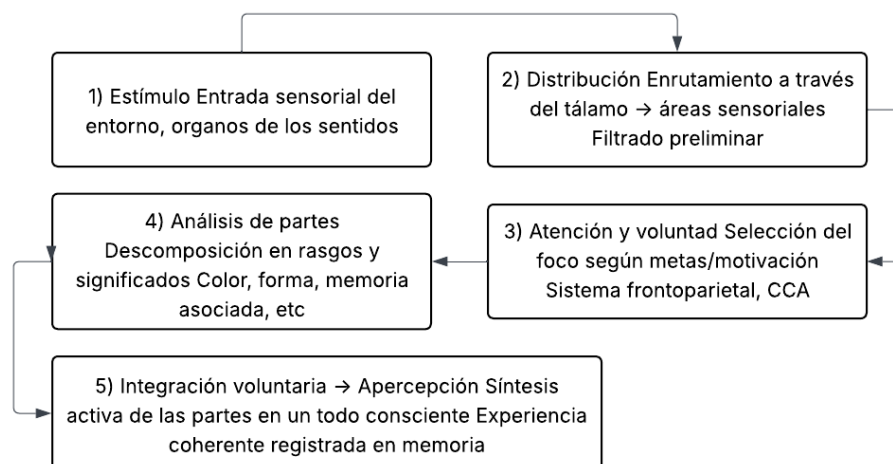 1) Estímulo Entrada sensorial del
entorno, organos de los sentidos
2) Distribución Enrutamiento a través
del tálamo → áreas sensoriales
Filtrado preliminar
3) Atención y voluntad Selección del
foco según metas/motivación
Sistema frontoparietal, CCA
4) Análisis de partes
Descomposición en rasgos y
significados Color, forma, memoria
asociada, etc
5) Integración voluntaria → Apercepción Síntesis
activa de las partes en un todo consciente Experiencia
coherente registrada en memoria